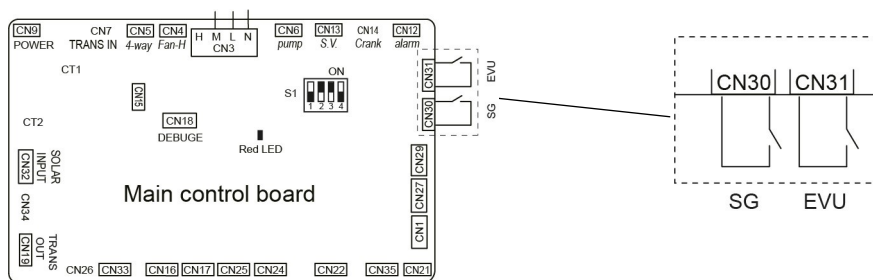 CN9 CN7 CN5 CN4 H M L N CN6 CN13 CN14 CN12
POWER TRANS IN 4-way Fan-H CN3 pump S.V. Crank alarm
CT1
ON
S1
1 2 3 4
CN31 EVU
CN30 SG
CN15
CN18
DEBUGE
CT2
Red LED
SOLAR
INPUT
CN32
CN29
CN27
CN34
Main control board
CN1
TRANS
OUT
CN19
CN26 CN33 CN16 CN17 CN25 CN24 CN22 CN35 CN21
CN30 CN31
SG EVU